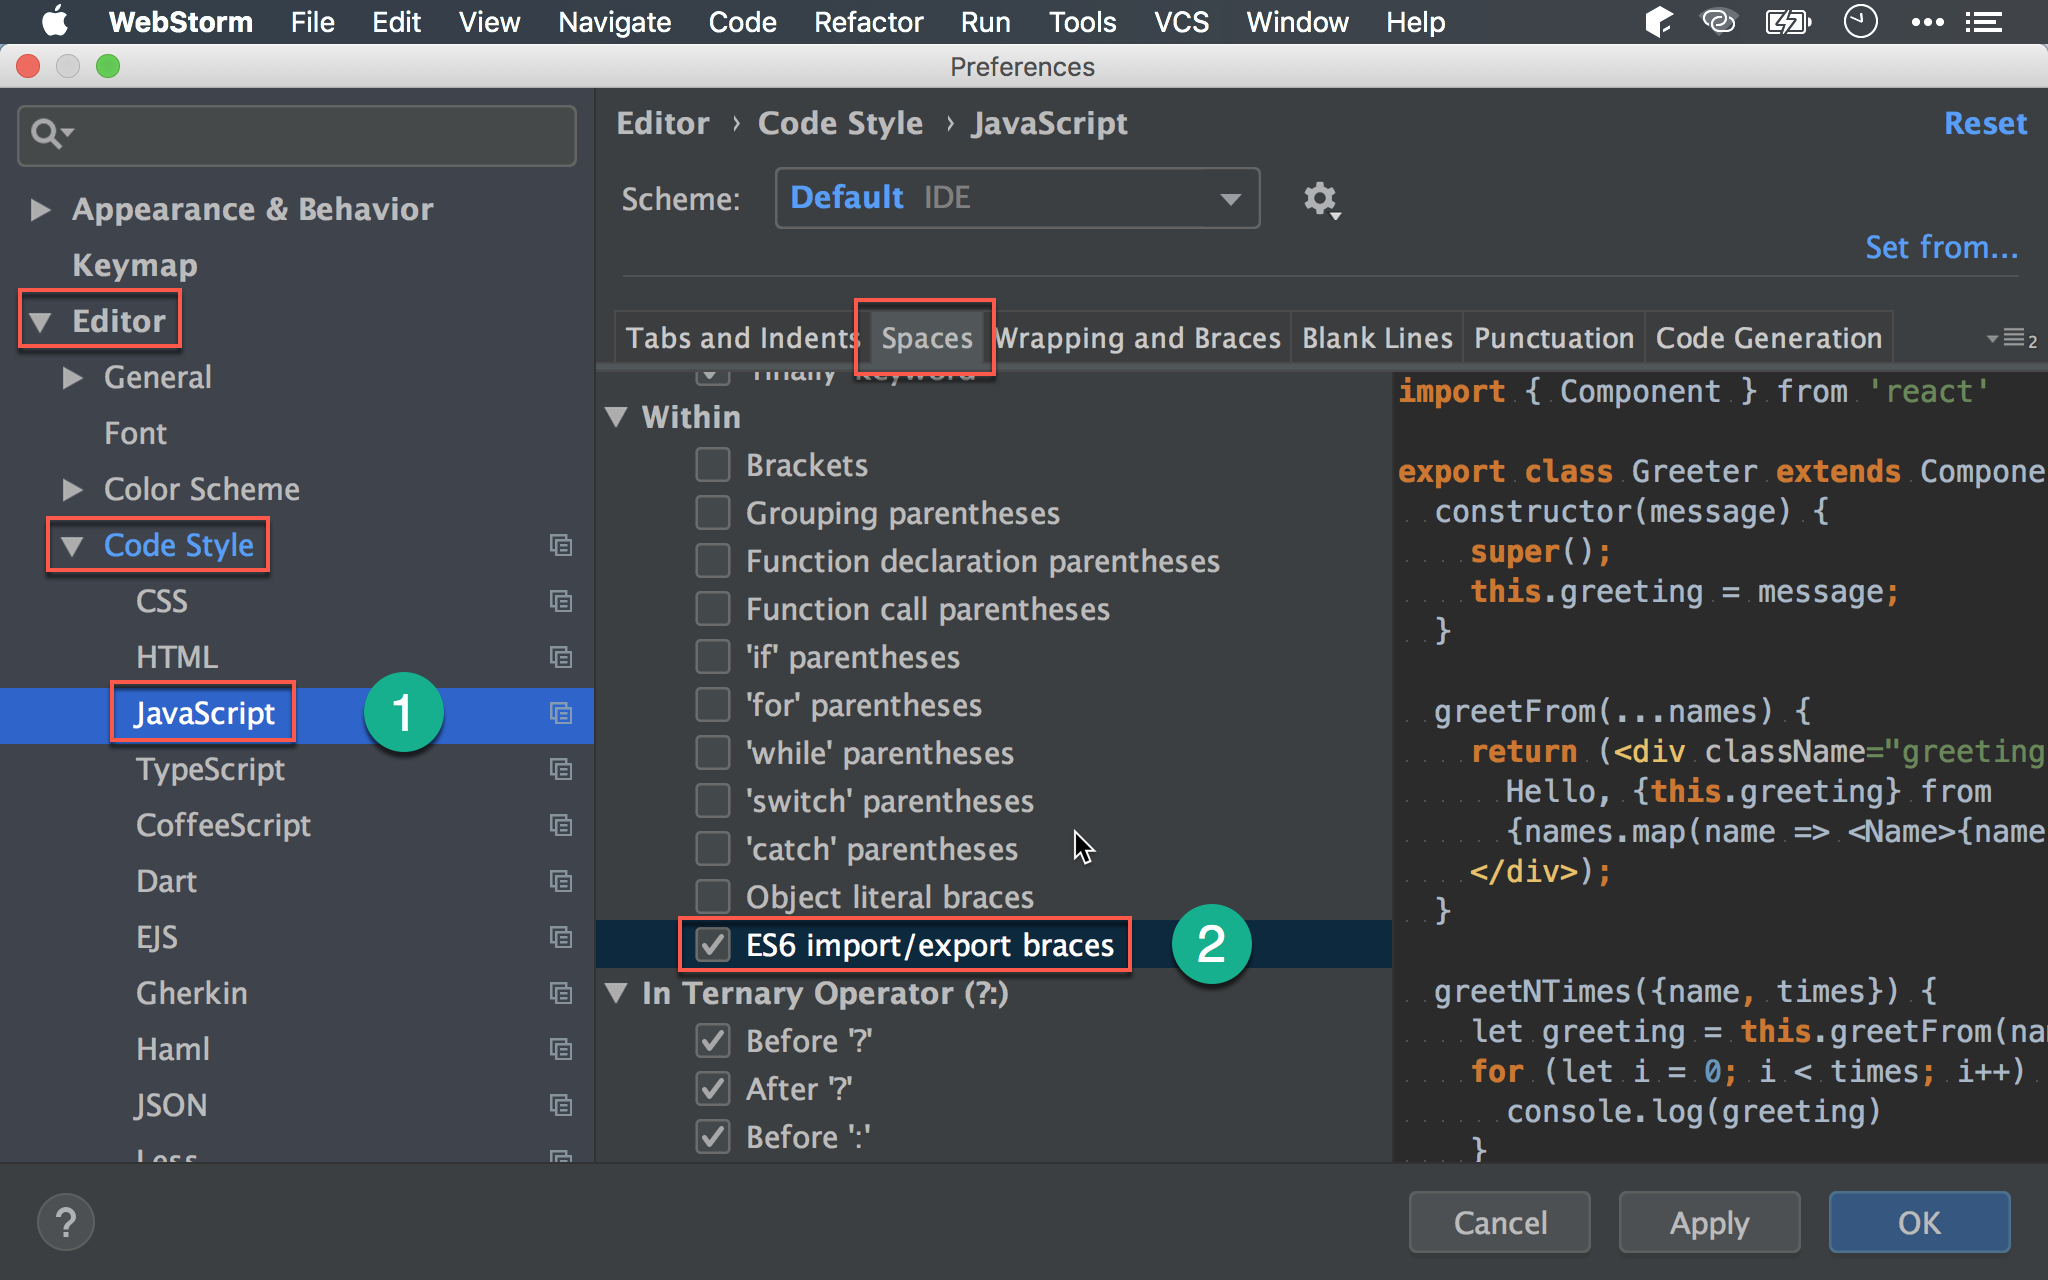 WebStorm File Edit View Navigate Code Refactor Run Tools VCS Window Help
Preferences
Appearance & Behavior
Keymap
Editor
General
Font
Color Scheme
Code Style
CSS
HTML
JavaScript 1
TypeScript
CoffeeScript
Dart
EJS
Gherkin
Haml
JSON
Less
Editor › Code Style › JavaScript Reset
Scheme: Default IDE
Set from...
Tabs and Indents Spaces Wrapping and Braces Blank Lines Punctuation Code Generation 2
'finally' keyword
Within
Brackets
Grouping parentheses
Function declaration parentheses
Function call parentheses
'if' parentheses
'for' parentheses
'while' parentheses
'switch' parentheses
'catch' parentheses
Object literal braces
ES6 import/export braces 2
In Ternary Operator (?:)
Before '?'
After '?'
Before ':'
import { Component } from 'react'
export class Greeter extends Compone
constructor(message) {
super();
this.greeting = message;
}
greetFrom(...names) {
return (<div className="greeting
Hello, {this.greeting} from
{names.map(name => <Name>{name
</div>);
}
greetNTimes({name, times}) {
let greeting = this.greetFrom(na
for (let i = 0; i < times; i++)
console.log(greeting)
}
? Cancel Apply OK